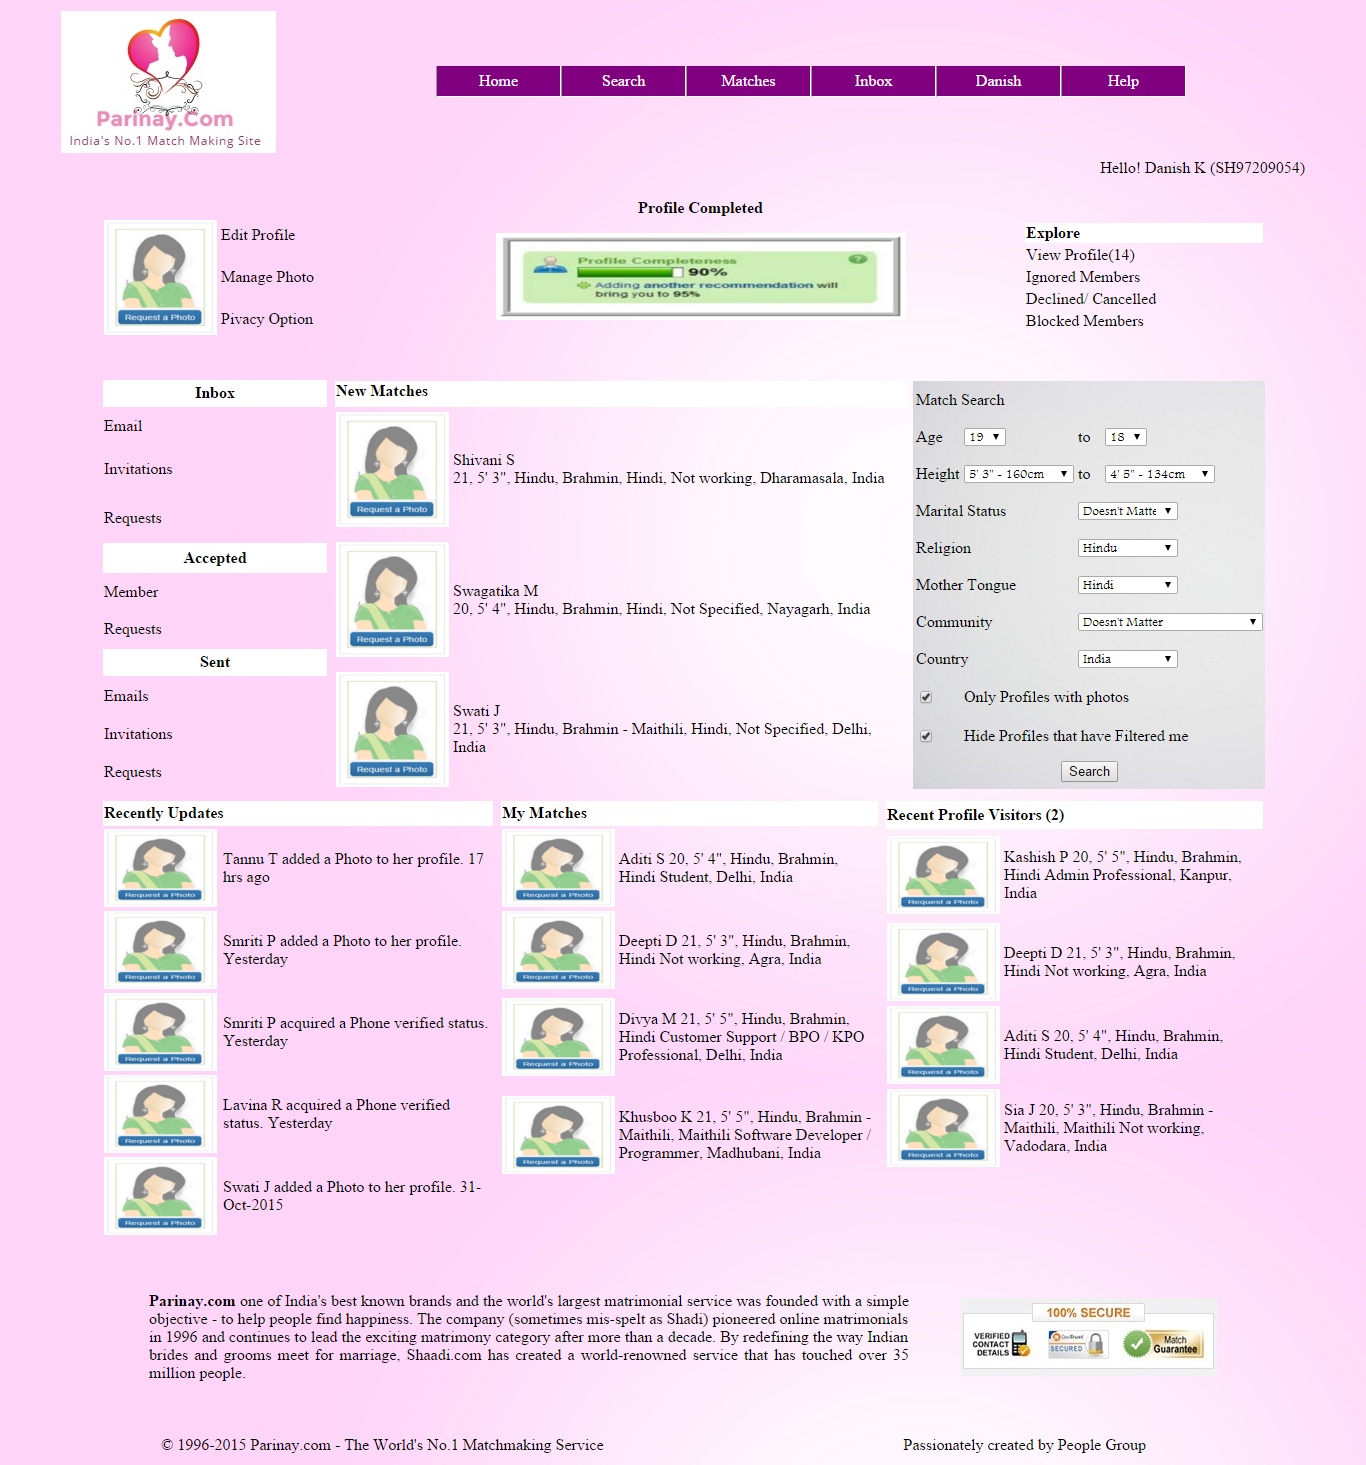 Parinay.Com
India's No.1 Match Making Site
Home
Search
Matches
Inbox
Danish
Help
Hello! Danish K (SH97209054)
Request a Photo
Edit Profile
Manage Photo
Pivacy Option
Profile Completed
Profile Completeness
90%
Adding another recommendation will
bring you to 95%
Explore
View Profile(14)
Ignored Members
Declined/ Cancelled
Blocked Members
Inbox
Email
Invitations
Requests
Accepted
Member
Requests
Sent
Emails
Invitations
Requests
New Matches
Request a Photo
Shivani S
21, 5' 3", Hindu, Brahmin, Hindi, Not working, Dharamasala, India
Request a Photo
Swagatika M
20, 5' 4", Hindu, Brahmin, Hindi, Not Specified, Nayagarh, India
Request a Photo
Swati J
21, 5' 3", Hindu, Brahmin - Maithili, Hindi, Not Specified, Delhi,
India
Match Search
Age 19 to 18
Height 5' 3" - 160cm to 4' 5" - 134cm
Marital Status Doesn't Matte
Religion Hindu
Mother Tongue Hindi
Community Doesn't Matter
Country India
Only Profiles with photos
Hide Profiles that have Filtered me
Search
Recently Updates
Request a Photo
Tannu T added a Photo to her profile. 17
hrs ago
Request a Photo
Smriti P added a Photo to her profile.
Yesterday
Request a Photo
Smriti P acquired a Phone verified status.
Yesterday
Request a Photo
Lavina R acquired a Phone verified
status. Yesterday
Request a Photo
Swati J added a Photo to her profile. 31-
Oct-2015
My Matches
Request a Photo
Aditi S 20, 5' 4", Hindu, Brahmin,
Hindi Student, Delhi, India
Request a Photo
Deepti D 21, 5' 3", Hindu, Brahmin,
Hindi Not working, Agra, India
Request a Photo
Divya M 21, 5' 5", Hindu, Brahmin,
Hindi Customer Support / BPO / KPO
Professional, Delhi, India
Request a Photo
Khusboo K 21, 5' 5", Hindu, Brahmin -
Maithili, Maithili Software Developer /
Programmer, Madhubani, India
Recent Profile Visitors (2)
Request a Photo
Kashish P 20, 5' 5", Hindu, Brahmin,
Hindi Admin Professional, Kanpur,
India
Request a Photo
Deepti D 21, 5' 3", Hindu, Brahmin,
Hindi Not working, Agra, India
Request a Photo
Aditi S 20, 5' 4", Hindu, Brahmin,
Hindi Student, Delhi, India
Request a Photo
Sia J 20, 5' 3", Hindu, Brahmin -
Maithili, Maithili Not working,
Vadodara, India
Parinay.com one of India's best known brands and the world's largest matrimonial service was founded with a simple
objective - to help people find happiness. The company (sometimes mis-spelt as Shadi) pioneered online matrimonials
in 1996 and continues to lead the exciting matrimony category after more than a decade. By redefining the way Indian
brides and grooms meet for marriage, Shaadi.com has created a world-renowned service that has touched over 35
million people.
100% SECURE
VERIFIED
CONTACT
DETAILS
GeoTrust
SECURED
Match
Guarantee
© 1996-2015 Parinay.com - The World's No.1 Matchmaking Service
Passionately created by People Group